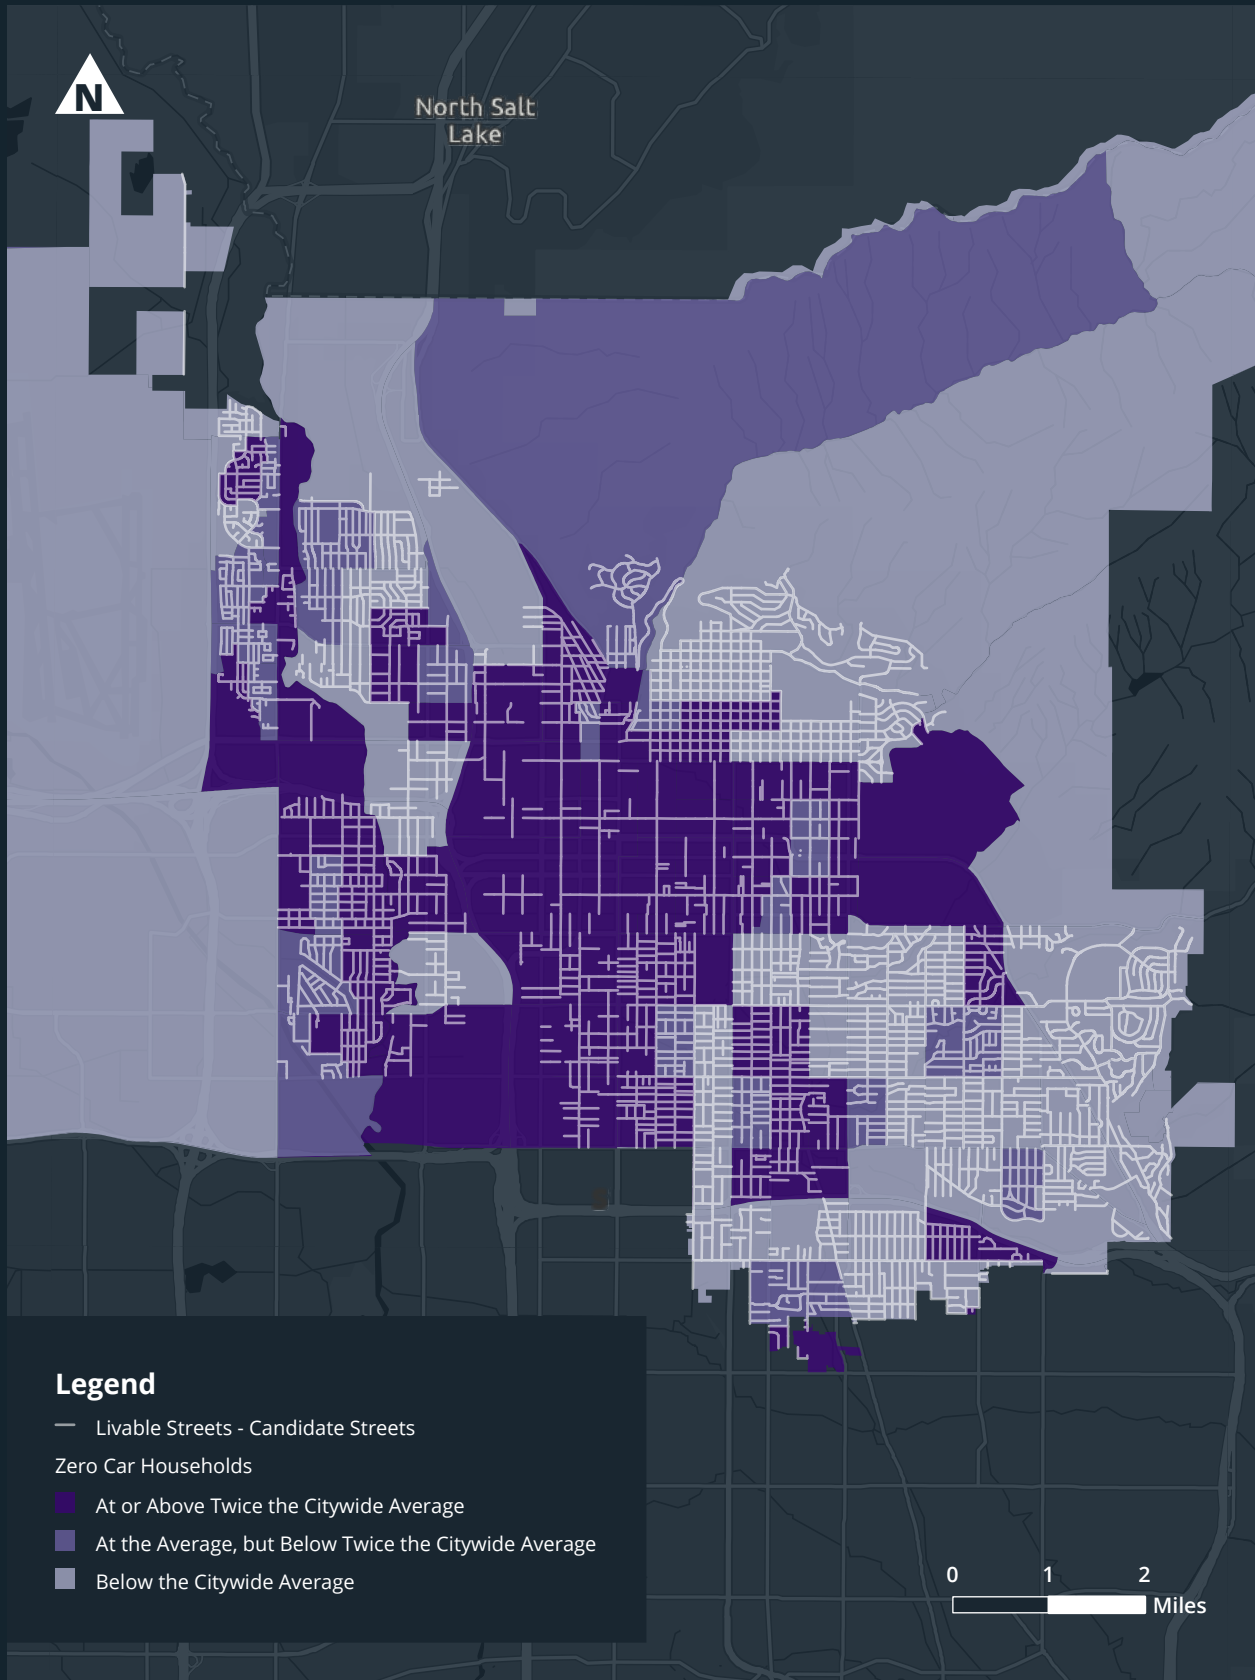 N
North Salt
Lake
Legend
Livable Streets - Candidate Streets
Zero Car Households
At or Above Twice the Citywide Average
At the Average, but Below Twice the Citywide Average
Below the Citywide Average
0 1 2
Miles